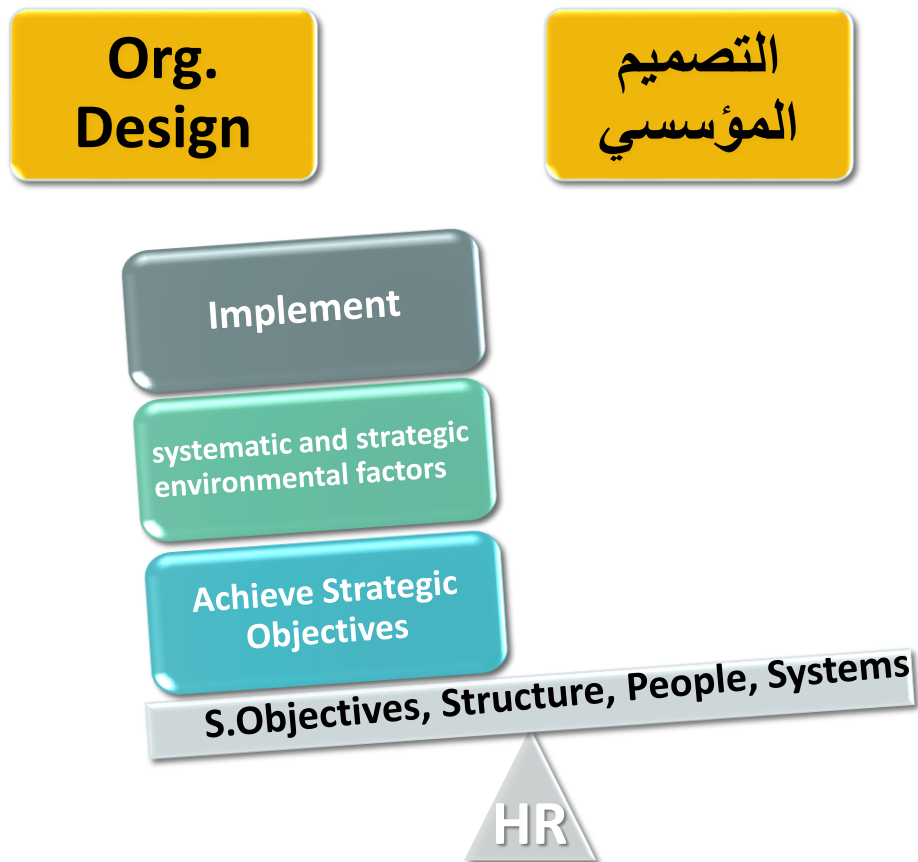 Org.
Design
التصميم
المؤسسي
Implement
systematic and strategic
environmental factors
Achieve Strategic
Objectives
S.Objectives, Structure, People, Systems
HR